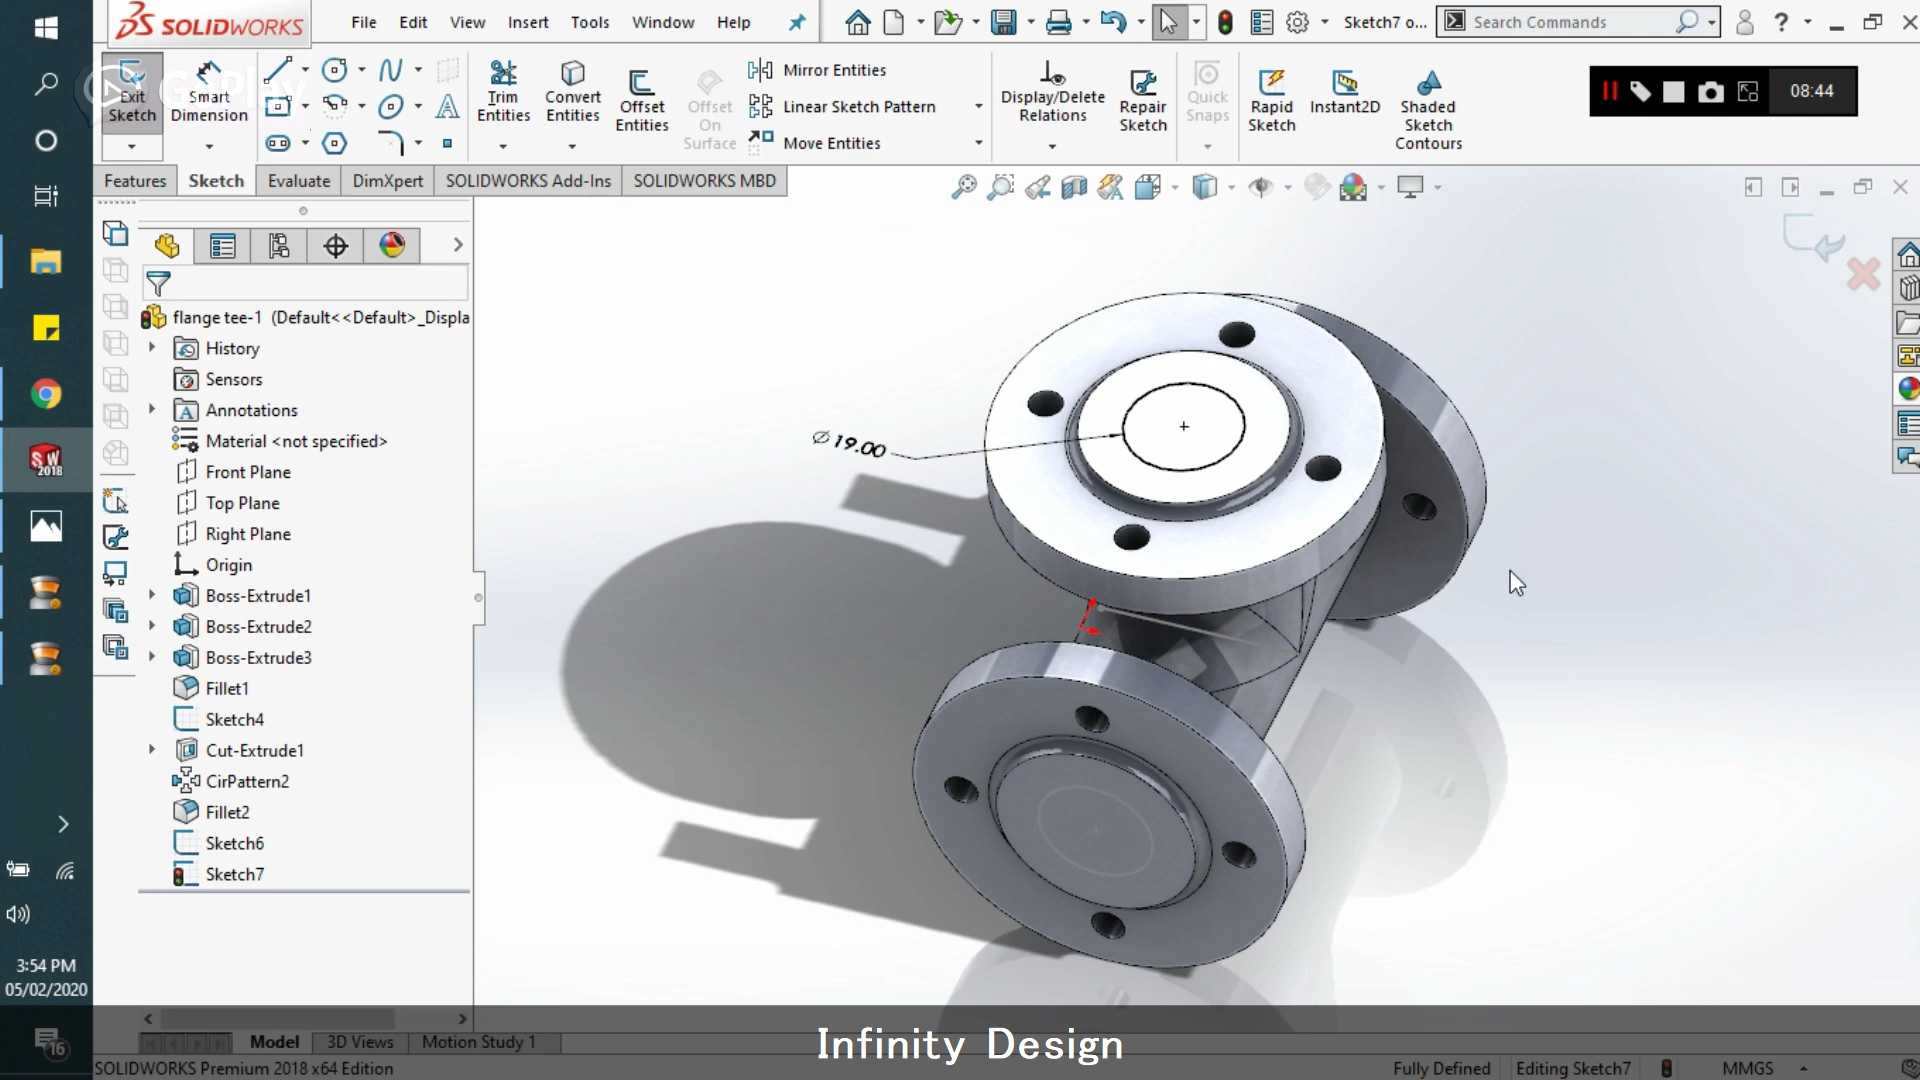 SOLIDWORKS
File Edit View Insert Tools Window Help
Sketch7 o...
Search Commands
Exit Sketch
Smart Dimension
Trim Entities
Convert Entities
Offset Entities
Offset On Surface
Mirror Entities
Linear Sketch Pattern
Move Entities
Display/Delete Relations
Repair Sketch
Quick Snaps
Rapid Sketch
Instant2D
Shaded Sketch Contours
08:44
Features Sketch Evaluate DimXpert SOLIDWORKS Add-Ins SOLIDWORKS MBD
flange tee-1 (Default<<Default>_Displa
History
Sensors
Annotations
Material <not specified>
Front Plane
Top Plane
Right Plane
Origin
Boss-Extrude1
Boss-Extrude2
Boss-Extrude3
Fillet1
Sketch4
Cut-Extrude1
CirPattern2
Fillet2
Sketch6
Sketch7
∅19.00
SW 2018
3:54 PM
05/02/2020
16
Model 3D Views Motion Study 1
Infinity Design
SOLIDWORKS Premium 2018 x64 Edition
Fully Defined Editing Sketch7 MMGS